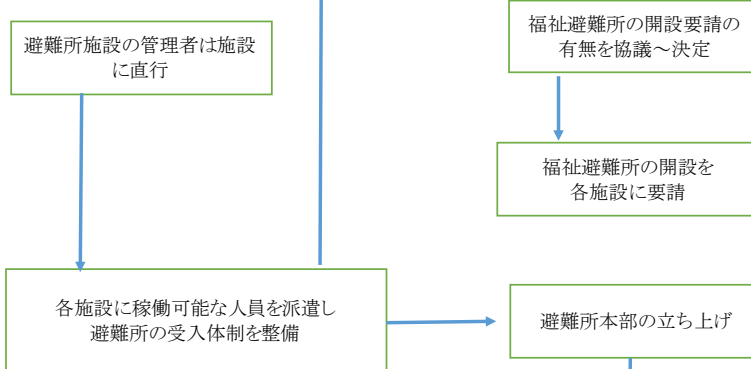 避難所施設の管理者は施設
に直行
福祉避難所の開設要請の
有無を協議～決定
福祉避難所の開設を
各施設に要請
各施設に稼働可能な人員を派遣し
避難所の受入体制を整備
避難所本部の立ち上げ